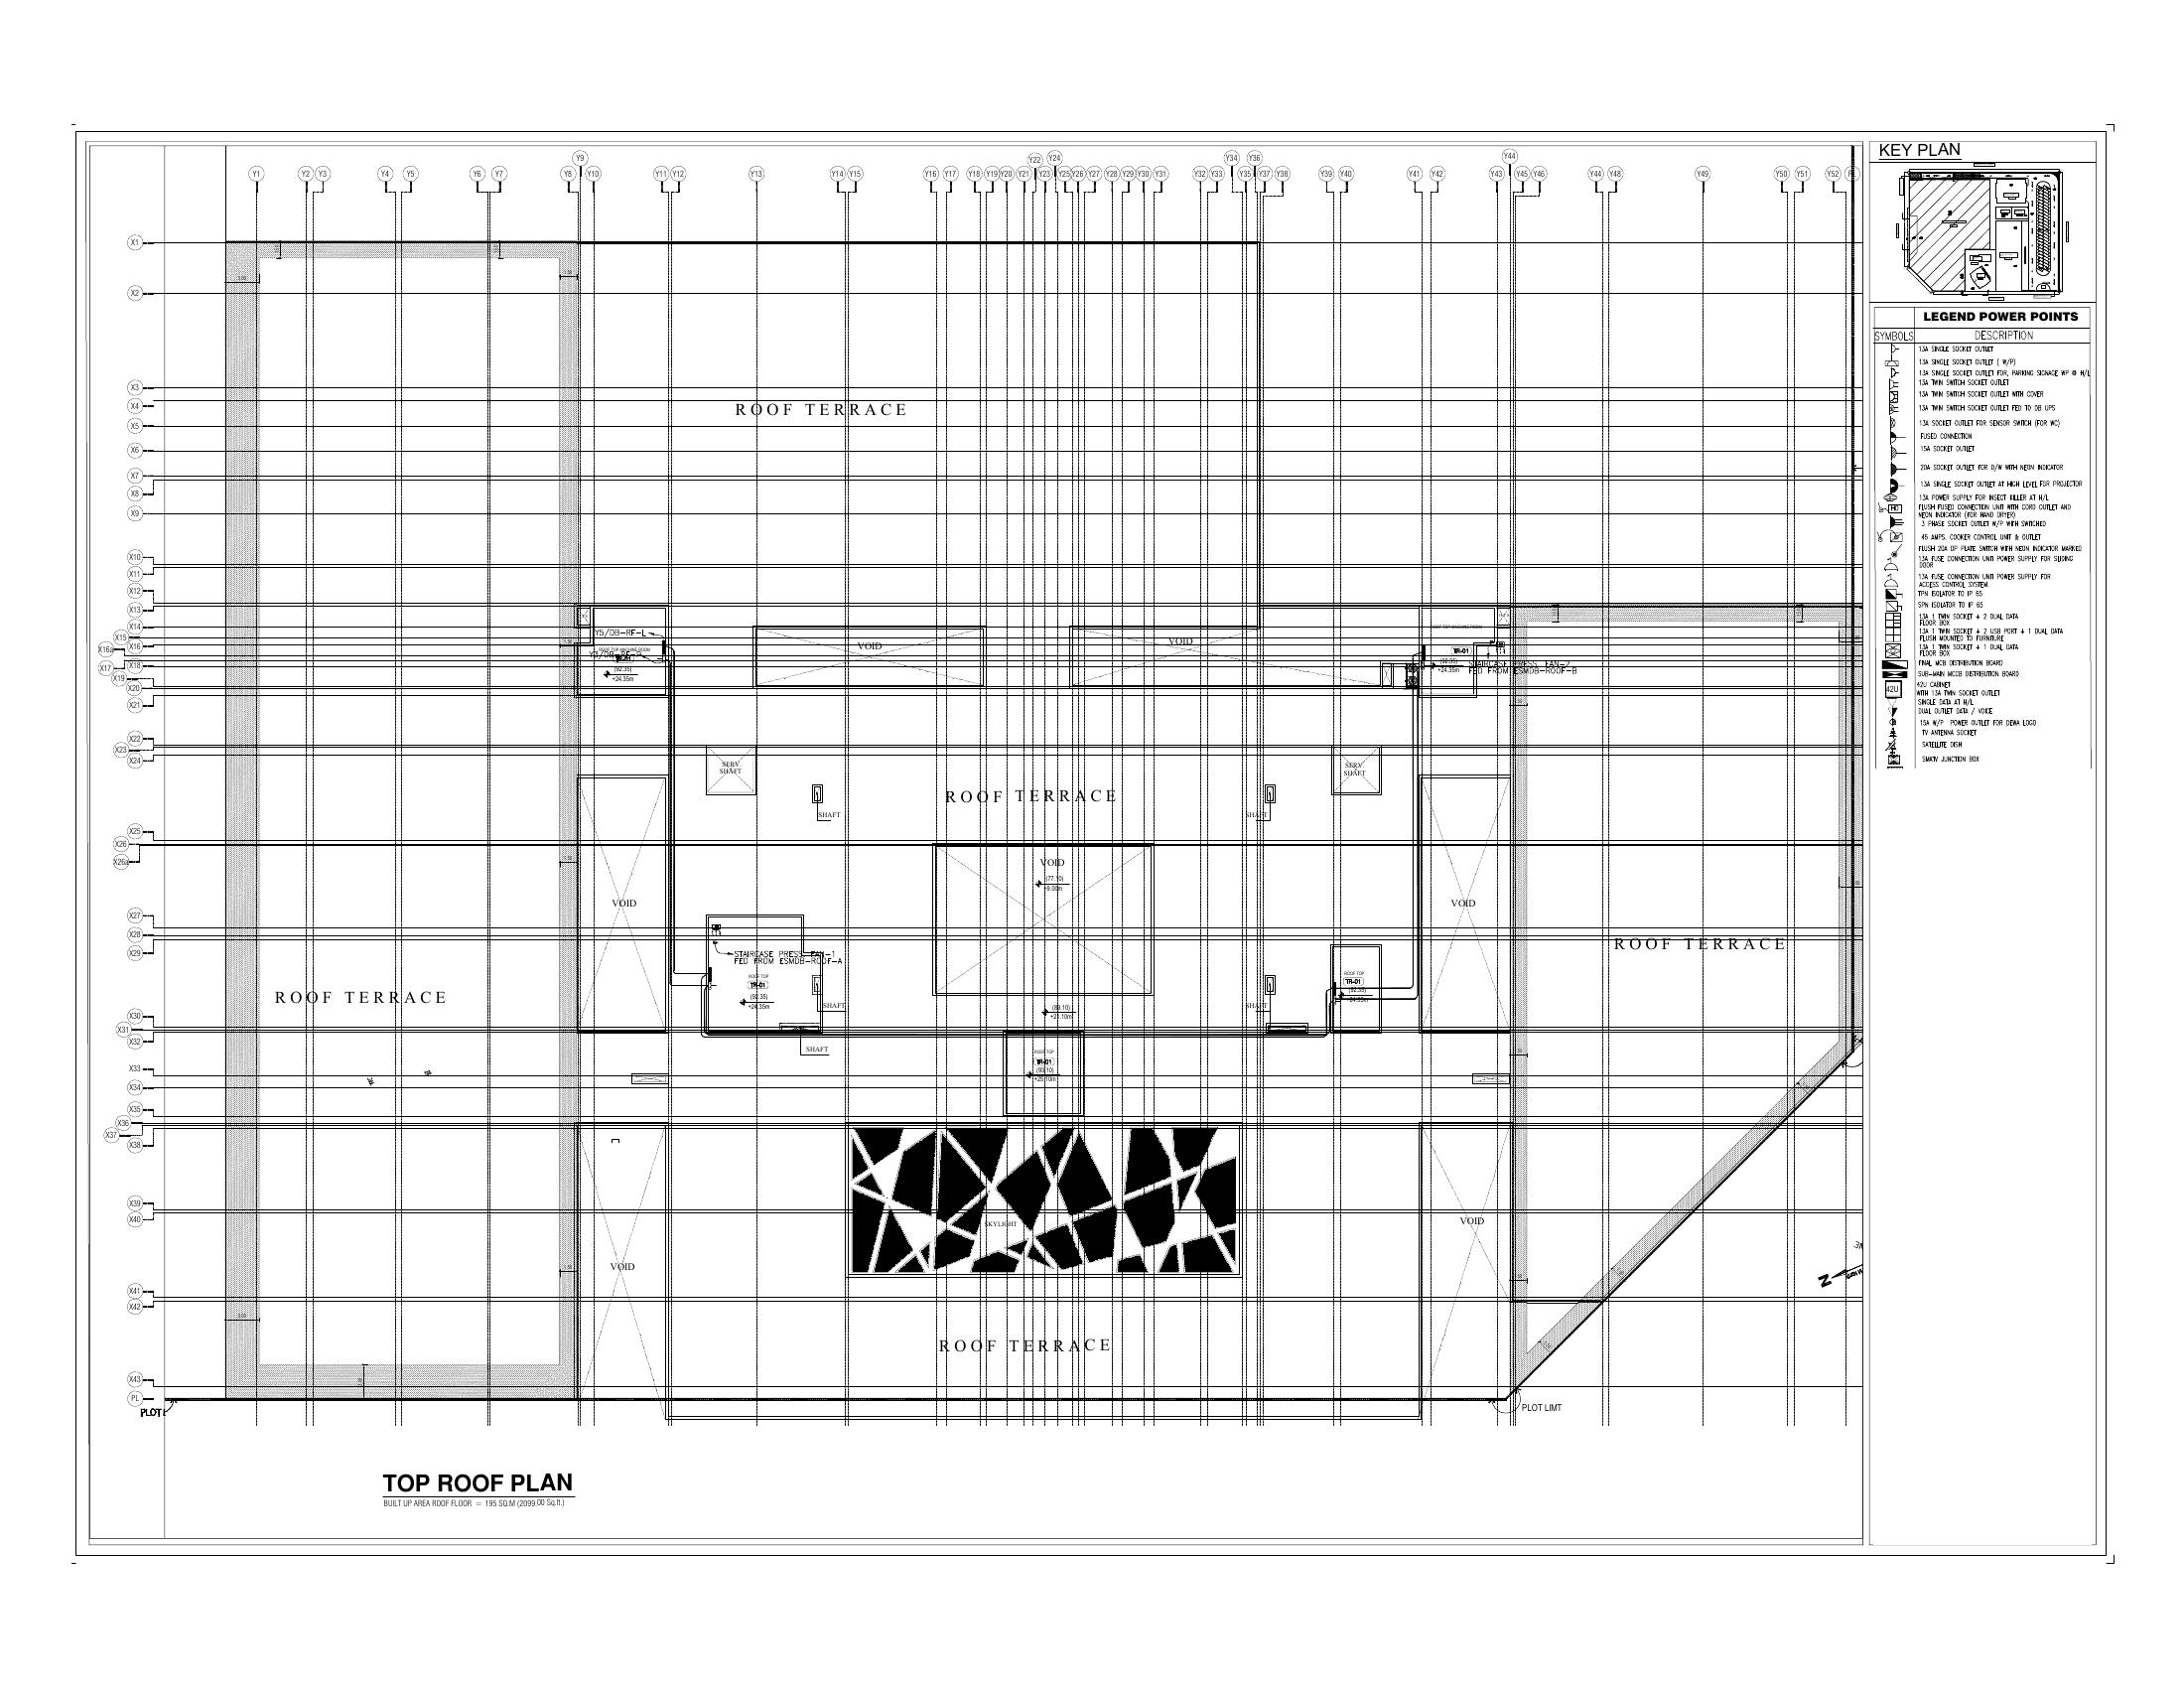 Y9
Y22
Y24
Y34
Y36
Y44
Y1
Y2
Y3
Y4
Y5
Y6
Y7
Y8
Y10
Y11
Y12
Y13
Y14
Y15
Y16
Y17
Y18
Y19
Y20
Y21
Y23
Y25
Y26
Y27
Y28
Y29
Y30
Y31
Y32
Y33
Y35
Y37
Y38
Y39
Y40
Y41
Y42
Y43
Y45
Y46
Y44
Y48
Y49
Y50
Y51
Y52
X1
X2
X3
X4
X5
X6
X7
X8
X9
X10
X11
X12
X13
X14
X15
X16
X16a
X17
X18
X19
X20
X21
X22
X23
X24
X25
X26
X26a
X27
X28
X29
X30
X31
X32
X33
X34
X35
X36
X37
X38
X39
X40
X41
X42
X43
PL
ROOF TERRACE
Y5/DB-RF-L
ROOF TOP MACHINE ROOM
(92.35)
+24.35m
VOID
VOID
TR-01
STAIRCASE PRESS. FAN-2
FED FROM ESMDB-ROOF-B
SERV.
SHAFT
SERV.
SHAFT
ROOF TERRACE
SHAFT
SHAFT
VOID
(77.10)
+9.00m
VOID
VOID
ROOF TERRACE
STAIRCASE PRESS. FAN-1
FED FROM ESMDB-ROOF-A
ROOF TOP
TR-01
(92.35)
+24.35m
ROOF TOP
TR-01
(92.35)
+24.35m
ROOF TERRACE
SHAFT
SHAFT
+21.10m
SHAFT
ROOF TOP
TR-01
(93.10)
+25.10m
SKYLIGHT
VOID
VOID
ROOF TERRACE
N
PLOT LIMT
TOP ROOF PLAN
BUILT UP AREA ROOF FLOOR = 195 SQ.M (2099.00 Sq.ft.)
KEY PLAN
LEGEND POWER POINTS
SYMBOLS DESCRIPTION
13A SINGLE SOCKET OUTLET
13A SINGLE SOCKET OUTLET ( W/P)
13A SINGLE SOCKET OUTLET FOR, PARKING SIGNAGE WP @ H/L
13A TWIN SWITCH SOCKET OUTLET
13A TWIN SWITCH SOCKET OUTLET WITH COVER
13A TWIN SWITCH SOCKET OUTLET FED TO DB UPS
13A SOCKET OUTLET FOR SENSOR SWITCH (FOR WC)
FUSED CONNECTION
15A SOCKET OUTLET
20A SOCKET OUTLET FOR D/W WITH NEON INDICATOR
13A SINGLE SOCKET OUTLET AT HIGH LEVEL FOR PROJECTOR
13A POWER SUPPLY FOR INSECT KILLER AT H/L
HD FLUSH FUSED CONNECTION UNIT WITH CORD OUTLET AND
NEON INDICATOR (FOR HAND DRYER)
3 PHASE SOCKET OUTLET W/P WITH SWITCHED
45 AMPS. COOKER CONTROL UNIT & OUTLET
FLUSH 20A DP PLATE SWITCH WITH NEON INDICATOR MARKED
13A FUSE CONNECTION UNIT POWER SUPPLY FOR SLIDING
DOOR
13A FUSE CONNECTION UNIT POWER SUPPLY FOR
ACCESS CONTROL SYSTEM.
TPN ISOLATOR TO IP 65
SPN ISOLATOR TO IP 65
13A 1 TWIN SOCKET + 2 DUAL DATA
FLOOR BOX
13A 1 TWIN SOCKET + 2 USB PORT + 1 DUAL DATA
FLUSH MOUNTED TO FURNITURE
13A 1 TWIN SOCKET + 1 DUAL DATA
FLOOR BOX
FINAL MCB DISTRIBUTION BOARD
SUB-MAIN MCCB DISTRIBUTION BOARD
42U 42U CABINET
WITH 13A TWIN SOCKET OUTLET
SINGLE DATA AT H/L
DUAL OUTLET DATA / VOICE
15A W/P POWER OUTLET FOR DEWA LOGO
TV ANTENNA SOCKET
SATELLITE DISH
SMATV JUNCTION BOX